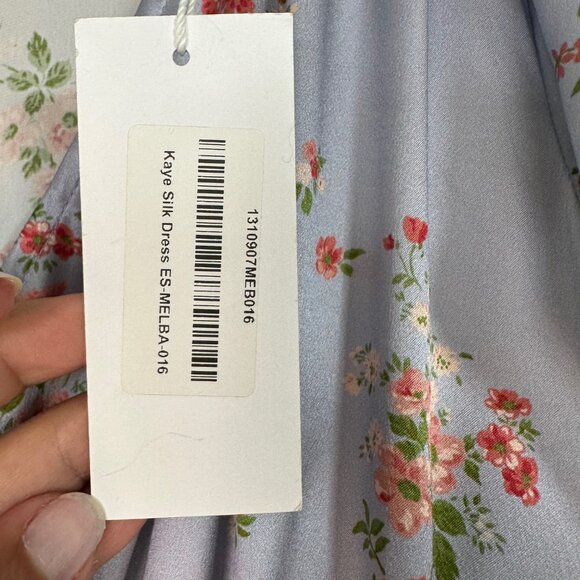 1310907MEB016
Kaye Silk Dress ES-MELBA-016